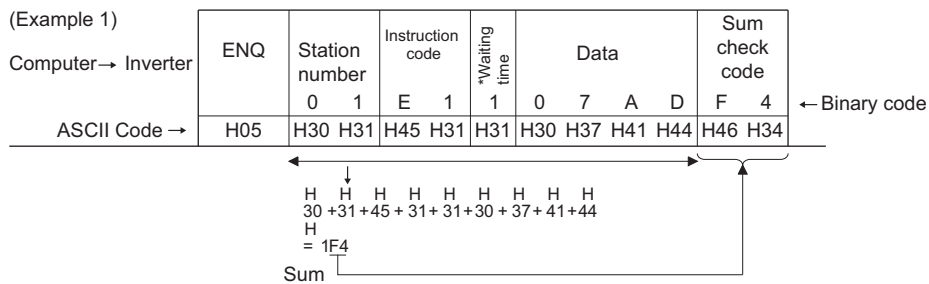 (Example 1)
Computer→ Inverter
ENQ
Station number
Instruction code
*Waiting time
Data
Sum check code
0 1 E 1 1 0 7 A D F 4 ←Binary code
ASCII Code → H05 H30 H31 H45 H31 H31 H30 H37 H41 H44 H46 H34
H H H H H H H H H
30 +31+45 + 31 + 31+30 + 37+41+44
H
= 1F4
Sum